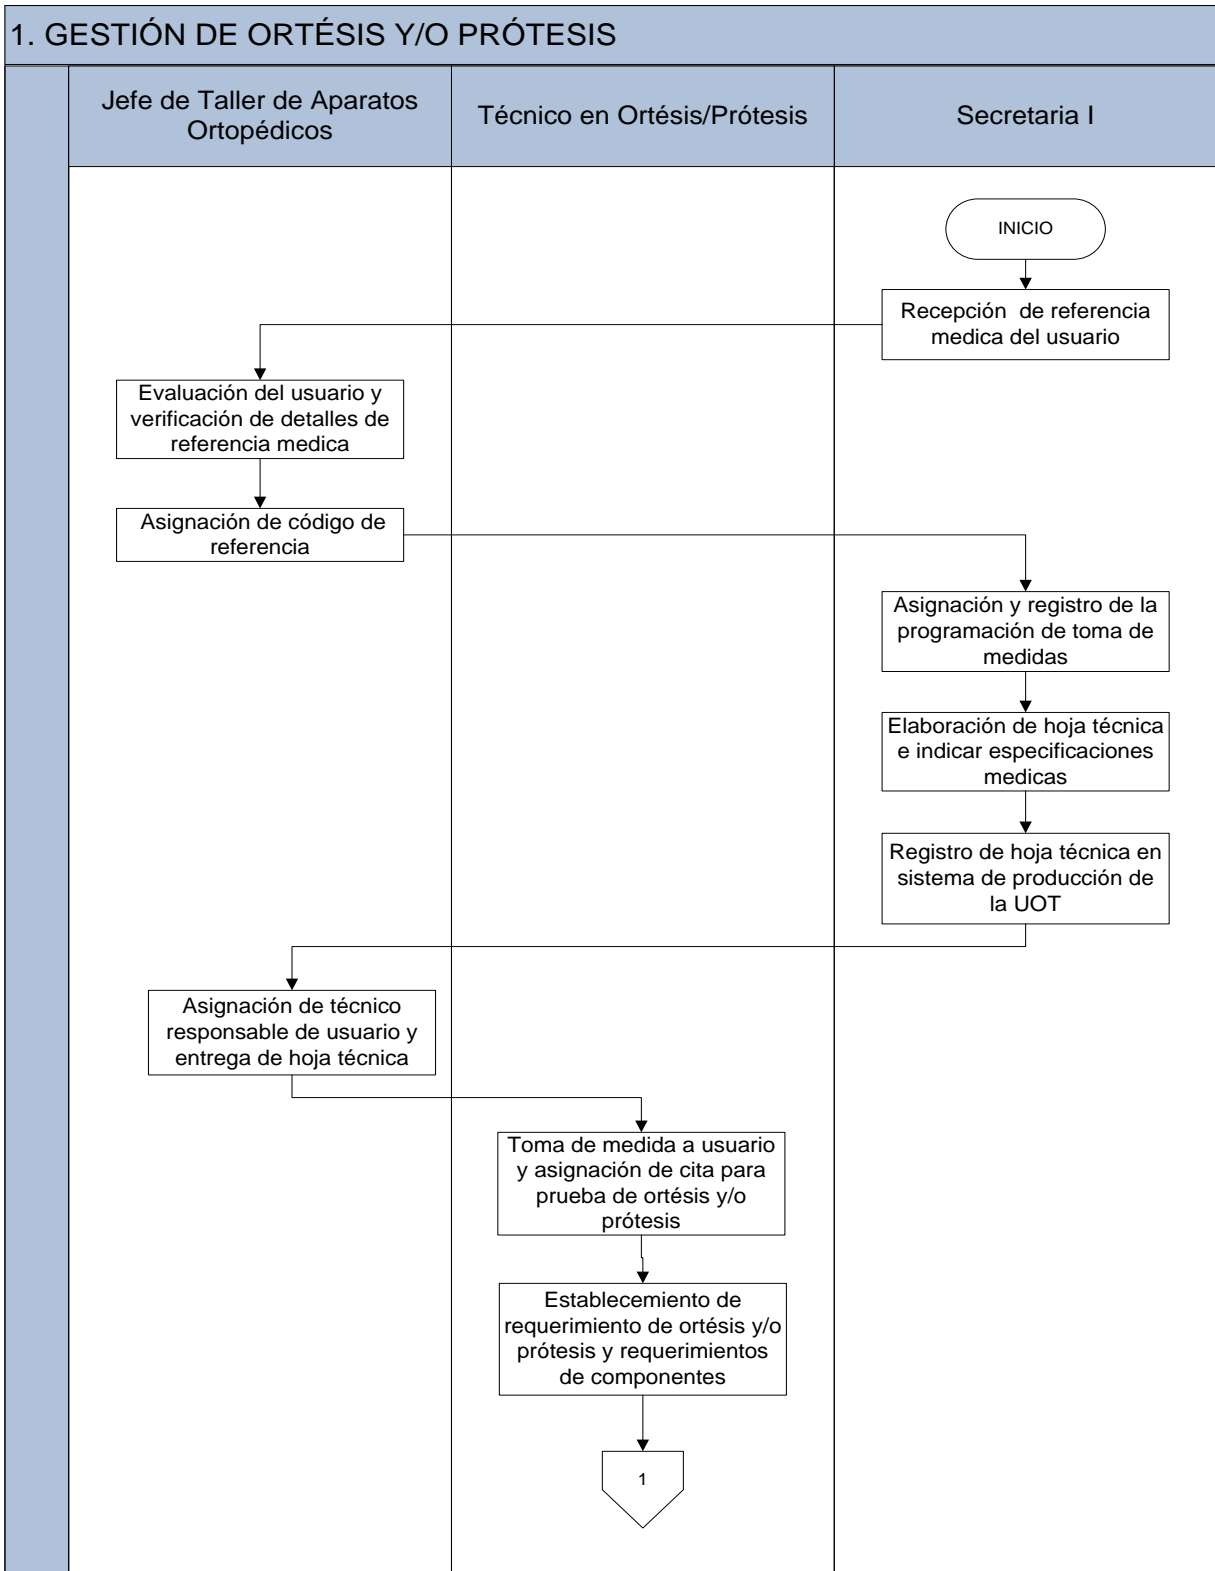 1. GESTIÓN DE ORTÉSIS Y/O PRÓTESIS
Jefe de Taller de Aparatos
Ortopédicos
Técnico en Ortésis/Prótesis
Secretaria I
INICIO
Recepción de referencia
medica del usuario
Evaluación del usuario y
verificación de detalles de
referencia medica
Asignación de código de
referencia
Asignación y registro de la
programación de toma de
medidas
Elaboración de hoja técnica
e indicar especificaciones
medicas
Registro de hoja técnica en
sistema de producción de
la UOT
Asignación de técnico
responsable de usuario y
entrega de hoja técnica
Toma de medida a usuario
y asignación de cita para
prueba de ortésis y/o
prótesis
Establecemiento de
requerimiento de ortésis y/o
prótesis y requerimientos
de componentes
1